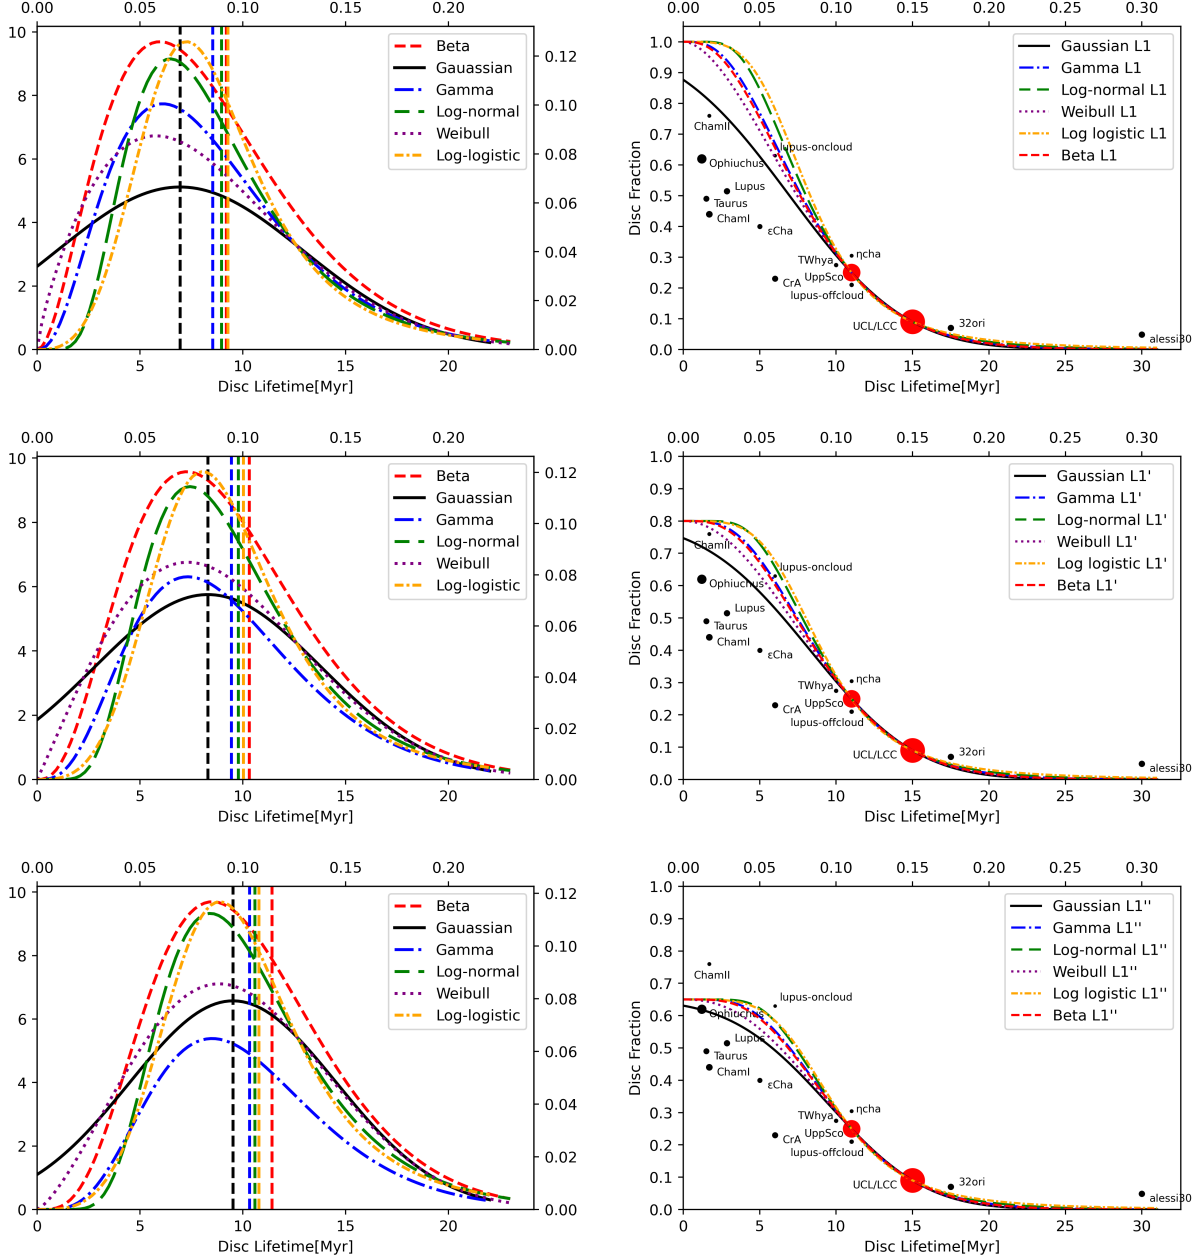 0.00 0.05 0.10 0.15 0.20
10
8
6
4
2
0
0.12
0.10
0.08
0.06
0.04
0.02
0.00
Beta
Gauassian
Gamma
Log-normal
Weibull
Log-logistic
0 5 10 15 20
Disc Lifetime[Myr]
0.00 0.05 0.10 0.15 0.20 0.25 0.30
Disc Fraction
1.0
0.9
0.8
0.7
0.6
0.5
0.4
0.3
0.2
0.1
0.0
Gaussian L1
Gamma L1
Log-normal L1
Weibull L1
Log logistic L1
Beta L1
ChamII
lupus-oncloud
Ophiuchus
Lupus
Taurus
ChamI
εCha
TWhya
ηcha
UppSco
CrA
lupus-offcloud
UCL/LCC
32ori
alessi30
0 5 10 15 20 25 30
Disc Lifetime[Myr]
0.00 0.05 0.10 0.15 0.20
10
8
6
4
2
0
0.12
0.10
0.08
0.06
0.04
0.02
0.00
Beta
Gauassian
Gamma
Log-normal
Weibull
Log-logistic
0 5 10 15 20
Disc Lifetime[Myr]
0.00 0.05 0.10 0.15 0.20 0.25 0.30
Disc Fraction
1.0
0.9
0.8
0.7
0.6
0.5
0.4
0.3
0.2
0.1
0.0
Gaussian L1'
Gamma L1'
Log-normal L1'
Weibull L1'
Log logistic L1'
Beta L1'
ChamII
lupus-oncloud
Ophiuchus
Lupus
Taurus
ChamI
εCha
TWhya
ηcha
UppSco
CrA
lupus-offcloud
UCL/LCC
32ori
alessi30
0 5 10 15 20 25 30
Disc Lifetime[Myr]
0.00 0.05 0.10 0.15 0.20
10
8
6
4
2
0
0.12
0.10
0.08
0.06
0.04
0.02
0.00
Beta
Gauassian
Gamma
Log-normal
Weibull
Log-logistic
0 5 10 15 20
Disc Lifetime[Myr]
0.00 0.05 0.10 0.15 0.20 0.25 0.30
Disc Fraction
1.0
0.9
0.8
0.7
0.6
0.5
0.4
0.3
0.2
0.1
0.0
Gaussian L1''
Gamma L1''
Log-normal L1''
Weibull L1''
Log logistic L1''
Beta L1''
ChamII
lupus-oncloud
Ophiuchus
Lupus
Taurus
ChamI
εCha
TWhya
ηcha
UppSco
CrA
lupus-offcloud
UCL/LCC
32ori
alessi30
0 5 10 15 20 25 30
Disc Lifetime[Myr]